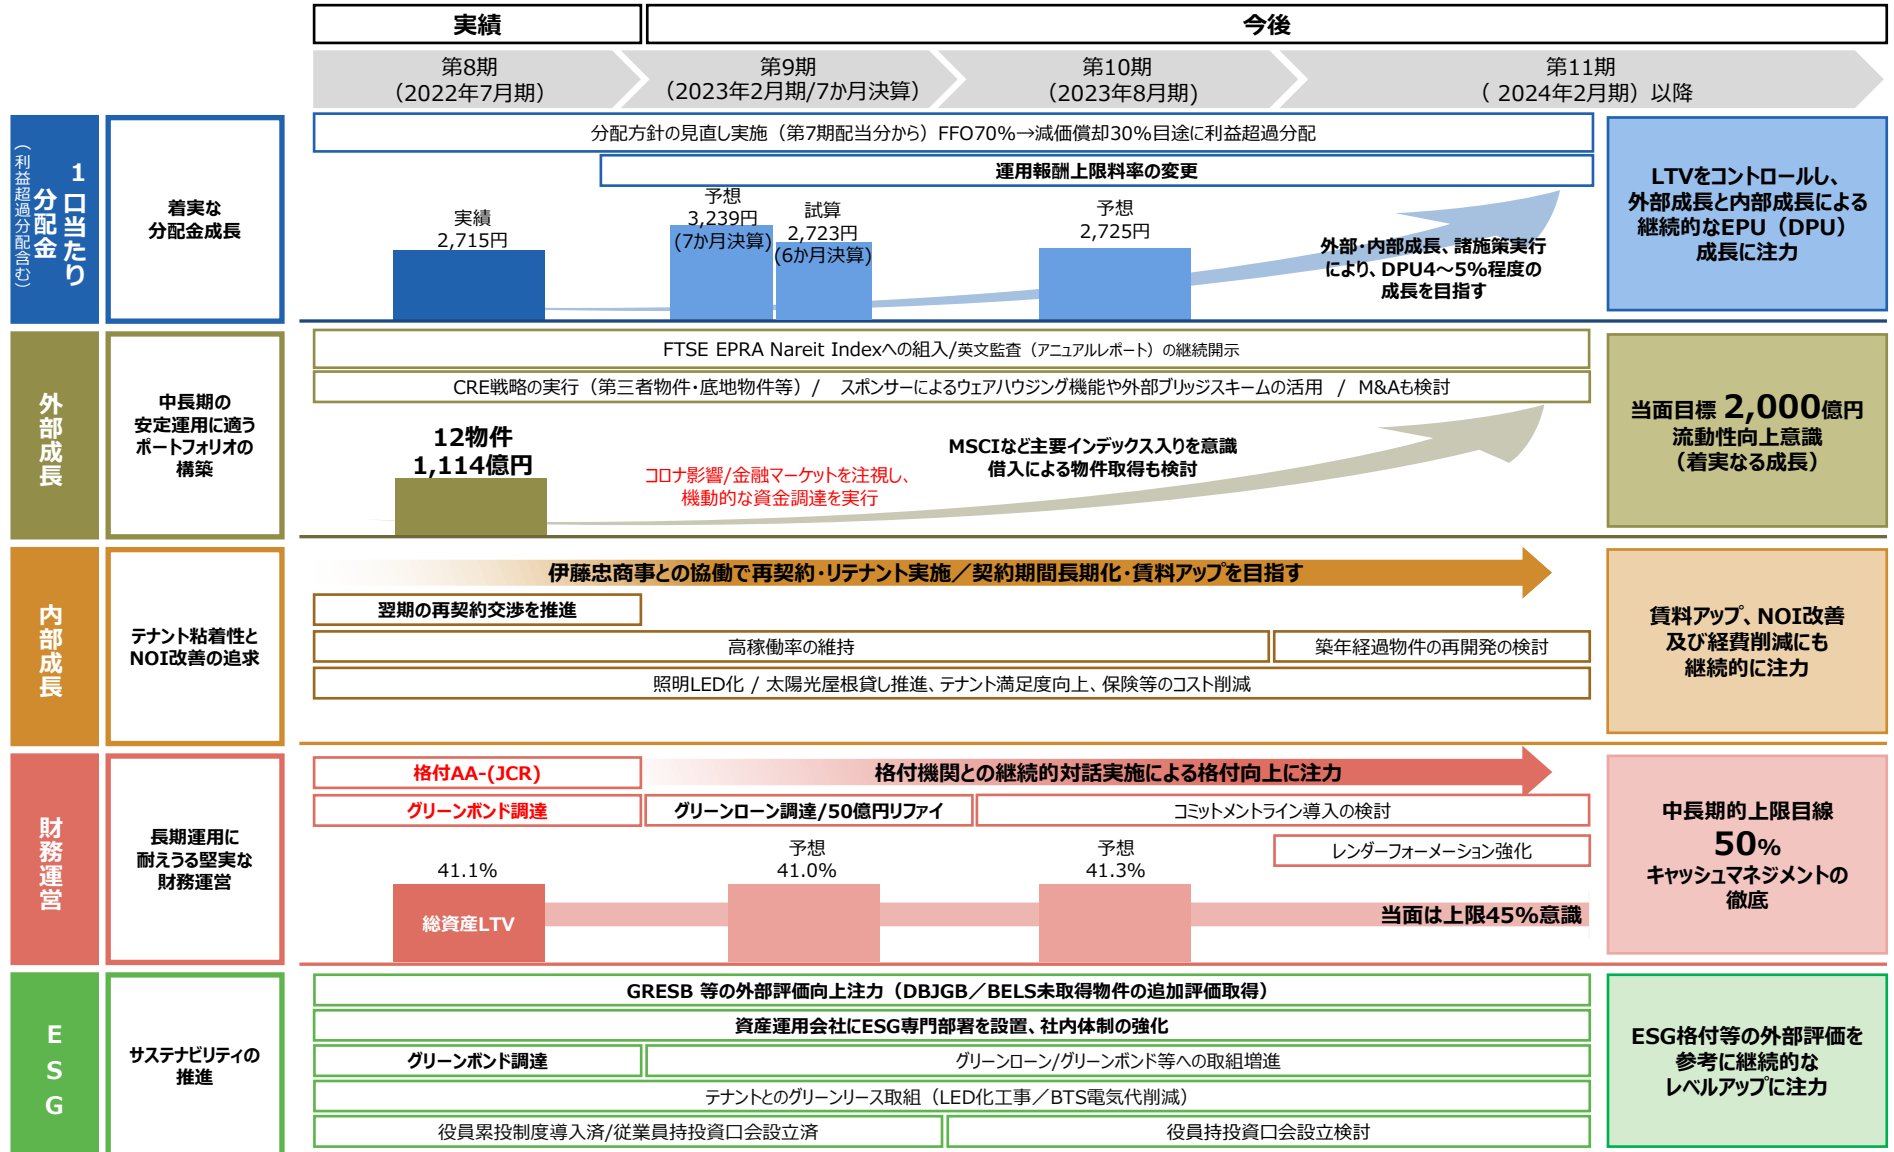 実績
今後
第8期
（2022年7月期）
第9期
（2023年2月期/7か月決算）
第10期
（2023年8月期)
第11期
（ 2024年2月期）以降
1口当たり
分配金
（利益超過分配含む）
着実な
分配金成長
分配方針の見直し実施（第7期配当分から）FFO70%→減価償却30%目途に利益超過分配
運用報酬上限料率の変更
実績
2,715円
予想
3,239円
(7か月決算)
試算
2,723円
(6か月決算)
予想
2,725円
外部・内部成長、諸施策実行
により、DPU4～5%程度の
成長を目指す
LTVをコントロールし、
外部成長と内部成長による
継続的なEPU（DPU）
成長に注力
外部成長
中長期の
安定運用に適う
ポートフォリオの
構築
FTSE EPRA Nareit Indexへの組入/英文監査（アニュアルレポート）の継続開示
CRE戦略の実行（第三者物件・底地物件等）/ スポンサーによるウェアハウジング機能や外部ブリッジスキームの活用 / M&Aも検討
12物件
1,114億円
コロナ影響/金融マーケットを注視し、
機動的な資金調達を実行
MSCIなど主要インデックス入りを意識
借入による物件取得も検討
当面目標 2,000億円
流動性向上意識
（着実なる成長）
内部成長
テナント粘着性と
NOI改善の追求
伊藤忠商事との協働で再契約・リテナント実施／契約期間長期化・賃料アップを目指す
翌期の再契約交渉を推進
高稼働率の維持
築年経過物件の再開発の検討
照明LED化 / 太陽光屋根貸し推進、テナント満足度向上、保険等のコスト削減
賃料アップ、NOI改善
及び経費削減にも
継続的に注力
財務運営
長期運用に
耐えうる堅実な
財務運営
格付AA-(JCR)
格付機関との継続的対話実施による格付向上に注力
グリーンボンド調達
グリーンローン調達/50億円リファイ
コミットメントライン導入の検討
レンダーフォーメーション強化
41.1%
総資産LTV
予想
41.0%
予想
41.3%
当面は上限45%意識
中長期的上限目線
50%
キャッシュマネジメントの
徹底
ESG
サステナビリティの
推進
GRESB 等の外部評価向上注力（DBJGB／BELS未取得物件の追加評価取得）
資産運用会社にESG専門部署を設置、社内体制の強化
グリーンボンド調達
グリーンローン/グリーンボンド等への取組増進
テナントとのグリーンリース取組（LED化工事／BTS電気代削減）
役員累投制度導入済/従業員持投資口会設立済
役員持投資口会設立検討
ESG格付等の外部評価を
参考に継続的な
レベルアップに注力